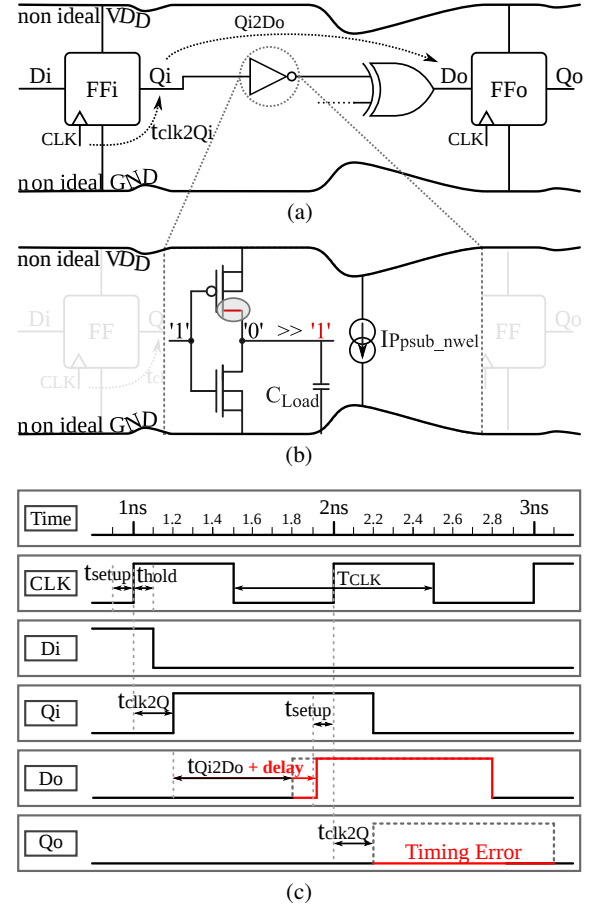 non ideal VDD
Qi2Do
Di
FFi
Qi
Do
FFo
Qo
CLK
tclk2Qi
CLK
non ideal GND
(a)
non ideal VDD
Di
FF
Q
FF
Qo
'1'
'0' >> '1'
IPpsub_nwel
CLoad
CLK
tc
CLK
non ideal GND
(b)
Time
1ns
1.2
1.4
1.6
1.8
2ns
2.2
2.4
2.6
2.8
3ns
CLK
tsetup
thold
TCLK
Di
Qi
tclk2Q
tsetup
Do
tQi2Do + delay
Qo
tclk2Q
Timing Error
(c)